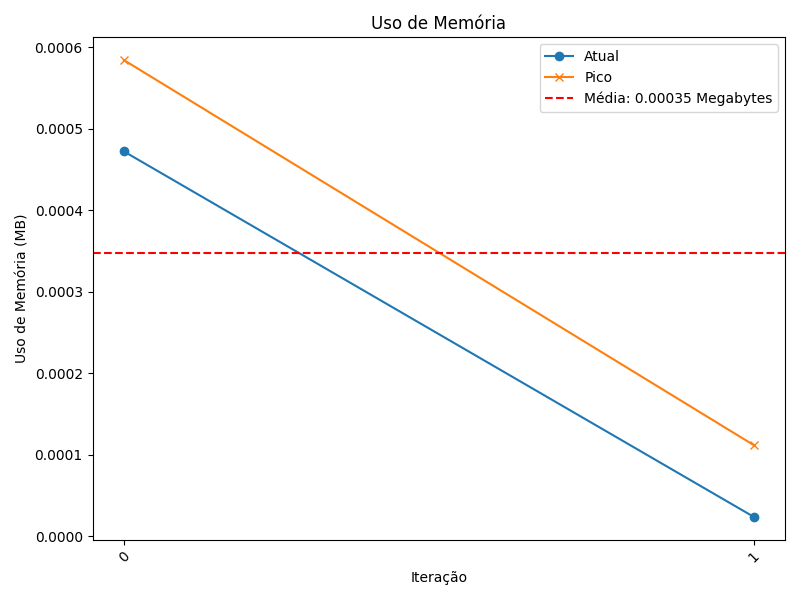 Uso de Memória
Atual
Pico
Média: 0.00035 Megabytes
Uso de Memória (MB)
0.0006
0.0005
0.0004
0.0003
0.0002
0.0001
0.0000
0
1
Iteração